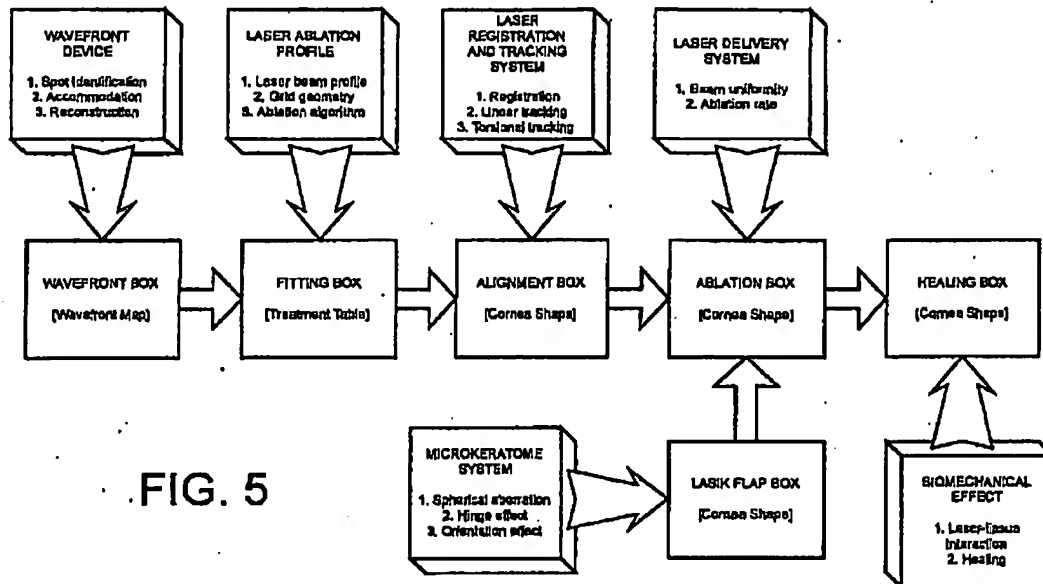 WAVEFRONT
DEVICE
1. Spot Identification
2. Accommodation
3. Reconstruction
LASER ABLATION
PROFILE
1. Laser beam profile
2. Grid geometry
3. Ablation algorithm
LASER
REGISTRATION
AND TRACKING
SYSTEM
1. Registration
2. Linear tracking
3. Torsional tracking
LASER DELIVERY
SYSTEM
1. Beam uniformity
2. Ablation rate
WAVEFRONT BOX
[Wavefront Map]
FITTING BOX
[Treatment Table]
ALIGNMENT BOX
[Cornea Shape]
ABLATION BOX
[Cornea Shape]
HEALING BOX
[Cornea Shape]
FIG. 5
MICROKERATOME
SYSTEM
1. Spherical aberration
2. Hinge effect
3. Orientation effect
LASIK FLAP BOX
[Cornea Shape]
BIOMECHANICAL
EFFECT
1. Laser-tissue
Interaction
2. Healing